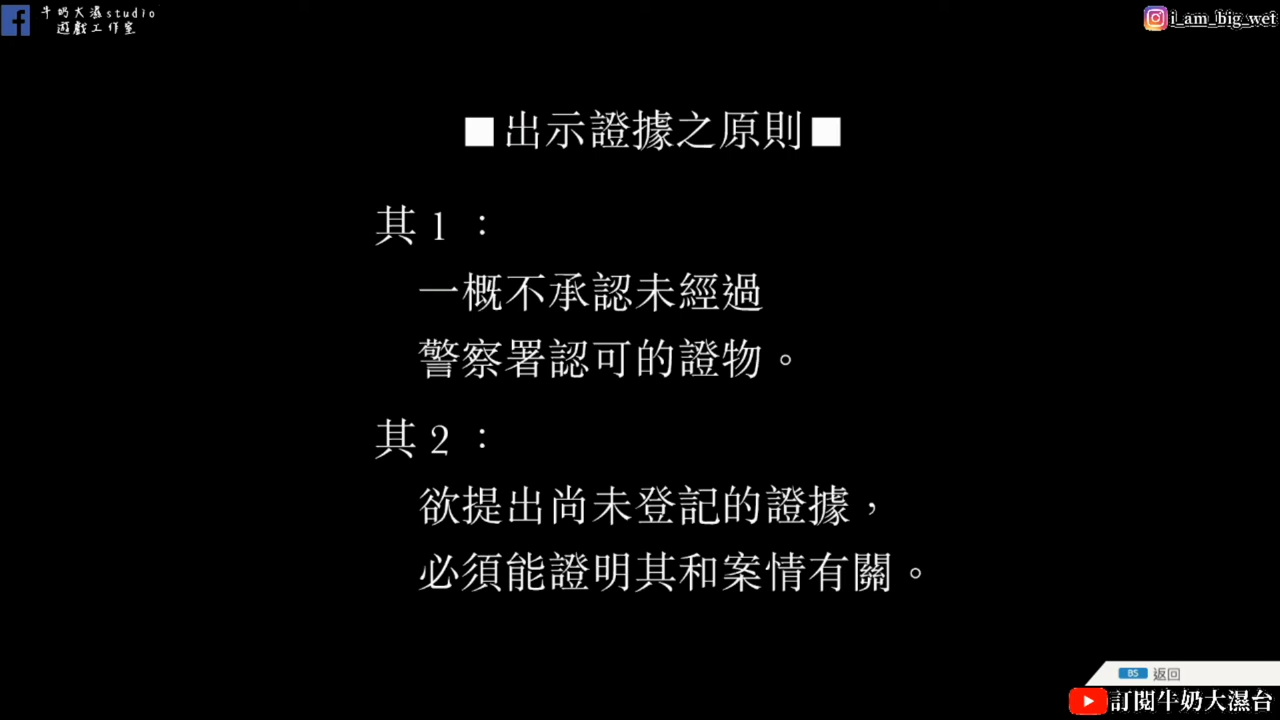 牛奶大濕studio
遊戲工作室
i_am_big_wet
■出示證據之原則■
其1：
一概不承認未經過
警察署認可的證物。
其2：
欲提出尚未登記的證據，
必須能證明其和案情有關。
BS 返回
訂閱牛奶大濕台